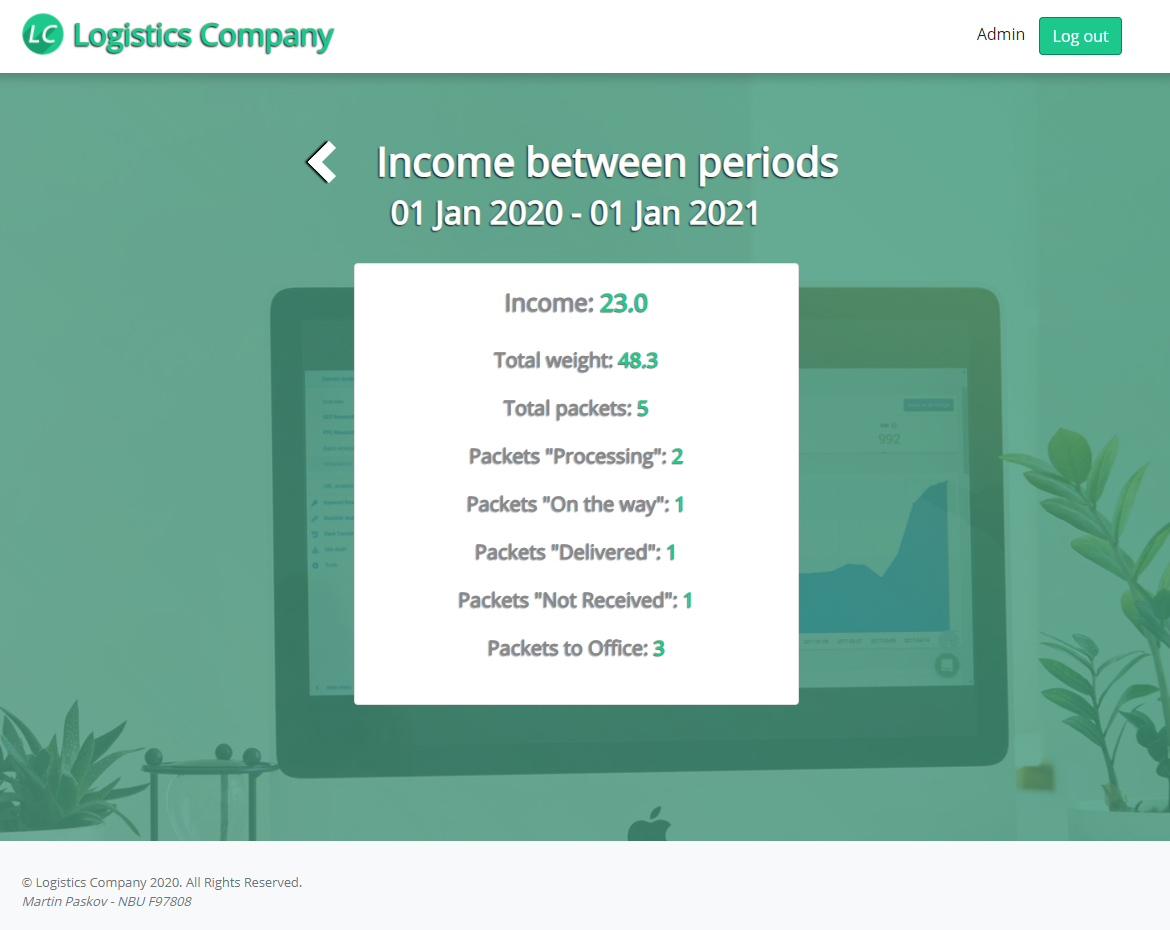 LC Logistics Company
Admin
Log out
Income between periods
01 Jan 2020 - 01 Jan 2021
Income: 23.0
Total weight: 48.3
Total packets: 5
Packets "Processing": 2
Packets "On the way": 1
Packets "Delivered": 1
Packets "Not Received": 1
Packets to Office: 3
992
© Logistics Company 2020. All Rights Reserved.
Martin Paskov - NBU F97808